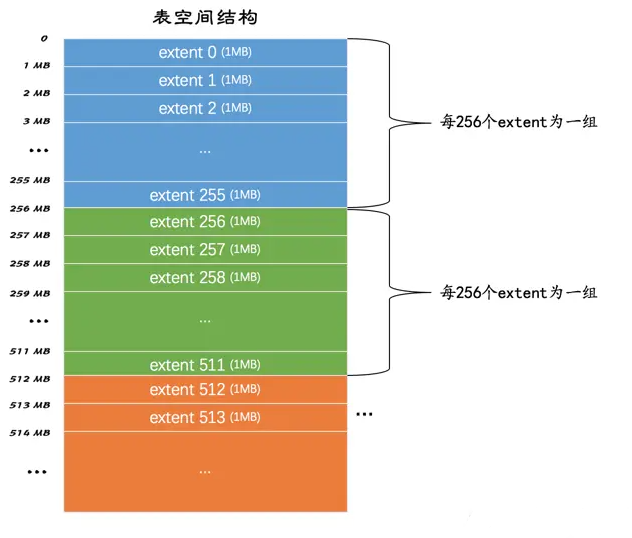 表空间结构
0
extent 0 (1MB)
1 MB
extent 1 (1MB)
2 MB
extent 2 (1MB)
3 MB
每256个extent为一组
...
...
255 MB
extent 255 (1MB)
256 MB
extent 256 (1MB)
257 MB
extent 257 (1MB)
258 MB
extent 258 (1MB)
259 MB
每256个extent为一组
...
...
511 MB
extent 511 (1MB)
512 MB
extent 512 (1MB)
513 MB
extent 513 (1MB)
...
514 MB
...
...